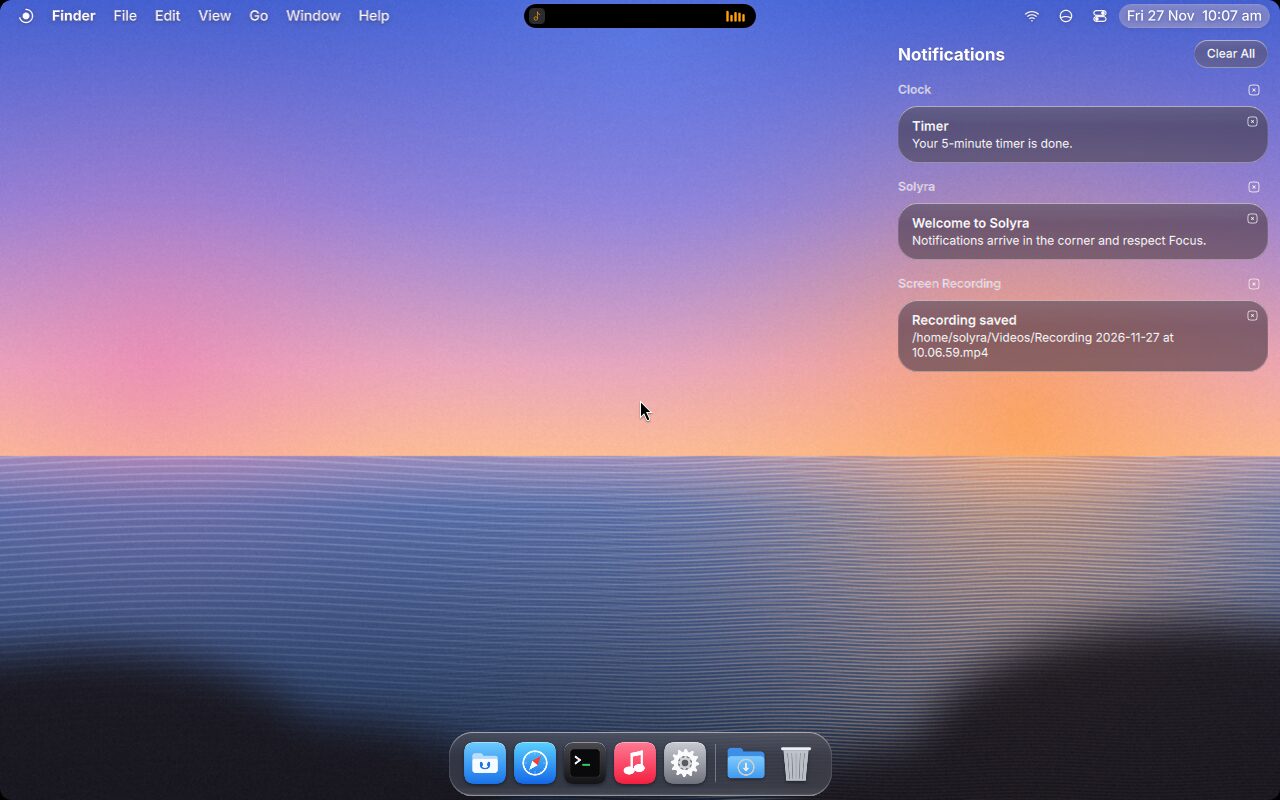 Finder File Edit View Go Window Help
Fri 27 Nov 10:07 am
Notifications
Clear All
Clock
Timer
Your 5-minute timer is done.
Solyra
Welcome to Solyra
Notifications arrive in the corner and respect Focus.
Screen Recording
Recording saved
/home/solyra/Videos/Recording 2026-11-27 at
10.06.59.mp4